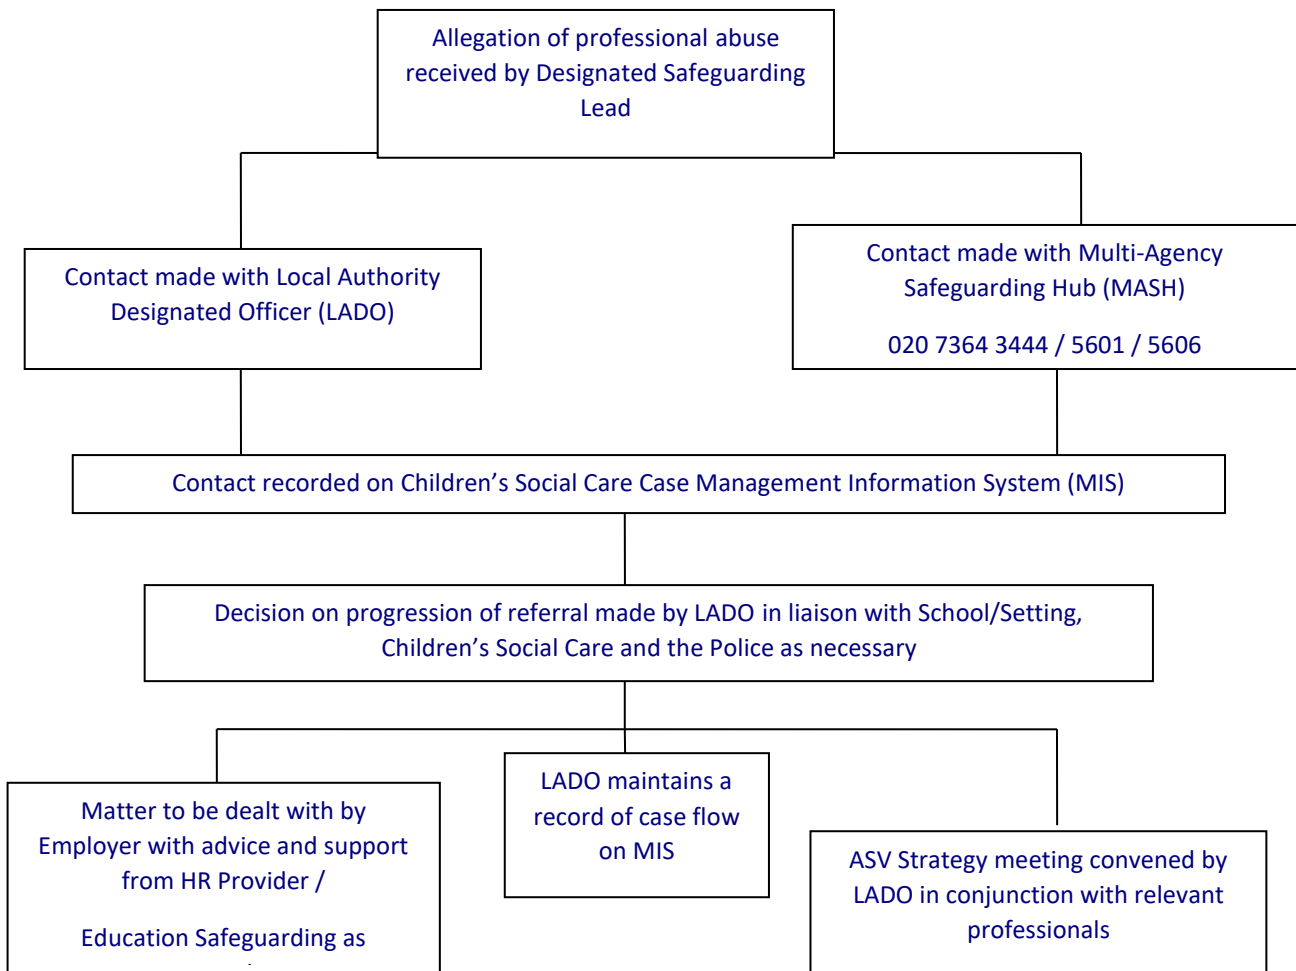 Allegation of professional abuse
received by Designated Safeguarding
Lead
Contact made with Local Authority
Designated Officer (LADO)
Contact made with Multi-Agency
Safeguarding Hub (MASH)
020 7364 3444 / 5601 / 5606
Contact recorded on Children’s Social Care Case Management Information System (MIS)
Decision on progression of referral made by LADO in liaison with School/Setting,
Children’s Social Care and the Police as necessary
Matter to be dealt with by
Employer with advice and support
from HR Provider /
Education Safeguarding as
LADO maintains a
record of case flow
on MIS
ASV Strategy meeting convened by
LADO in conjunction with relevant
professionals